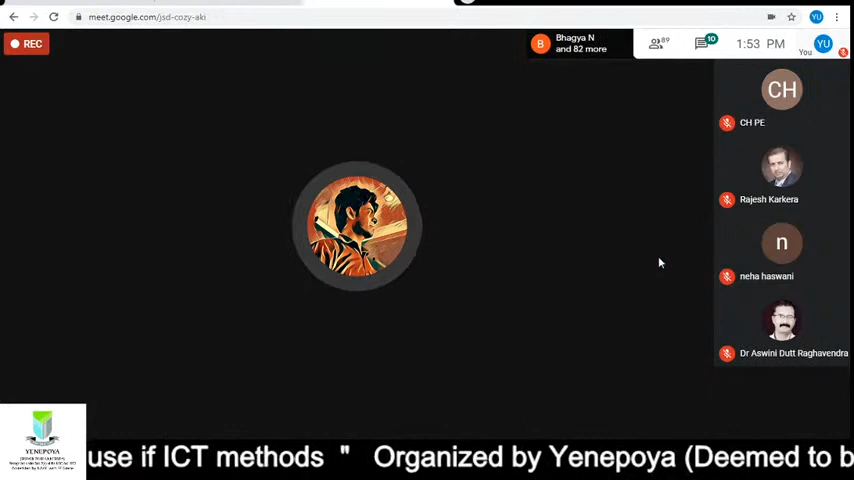 meet.google.com/jsd-cozy-aki
YU
REC
B
Bhagya N
and 82 more
89
10
1:53 PM
You
YU
CH
CH PE
Rajesh Karkera
n
neha haswani
Dr Aswini Dutt Raghavendra
YENEPOYA
use if ICT methods " Organized by Yenepoya (Deemed to b